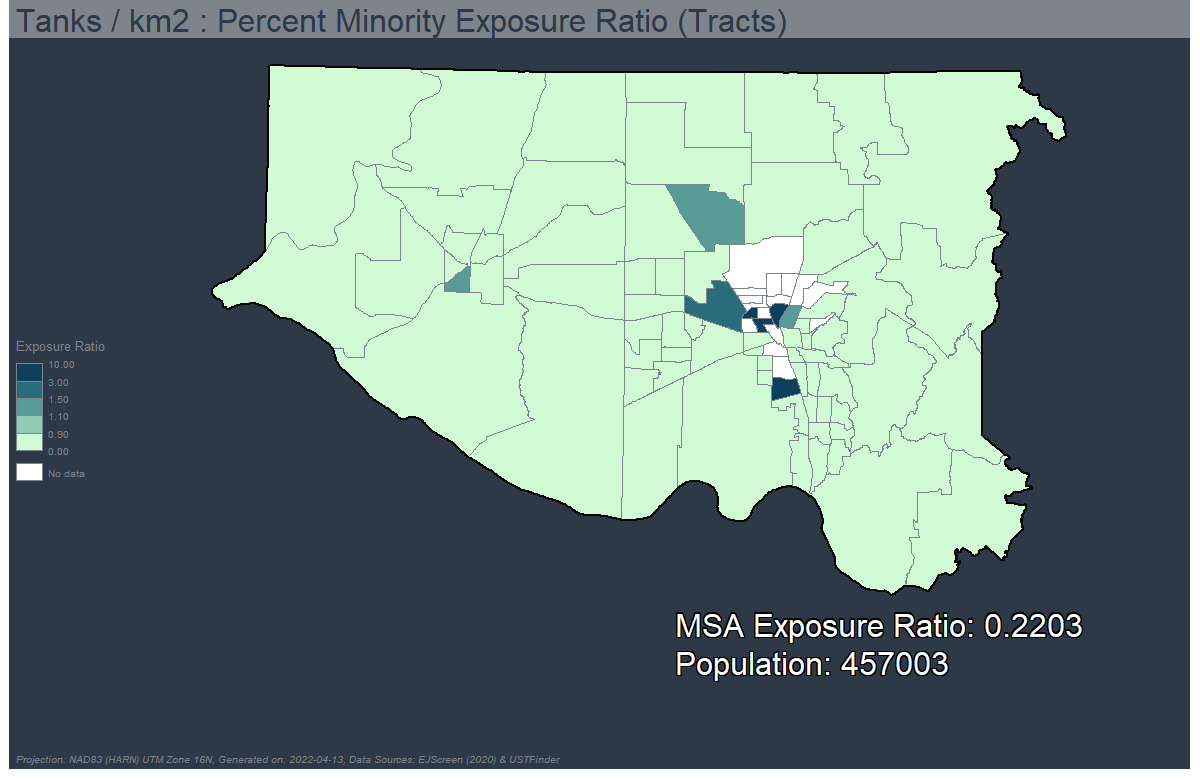 Tanks / km2 : Percent Minority Exposure Ratio (Tracts)
Exposure Ratio
10.00
3.00
1.50
1.10
0.90
0.00
No data
MSA Exposure Ratio: 0.2203
Population: 457003
Projection: NAD83 (HARN) UTM Zone 16N, Generated on: 2022-04-13, Data Sources: EJScreen (2020) & USTFinder